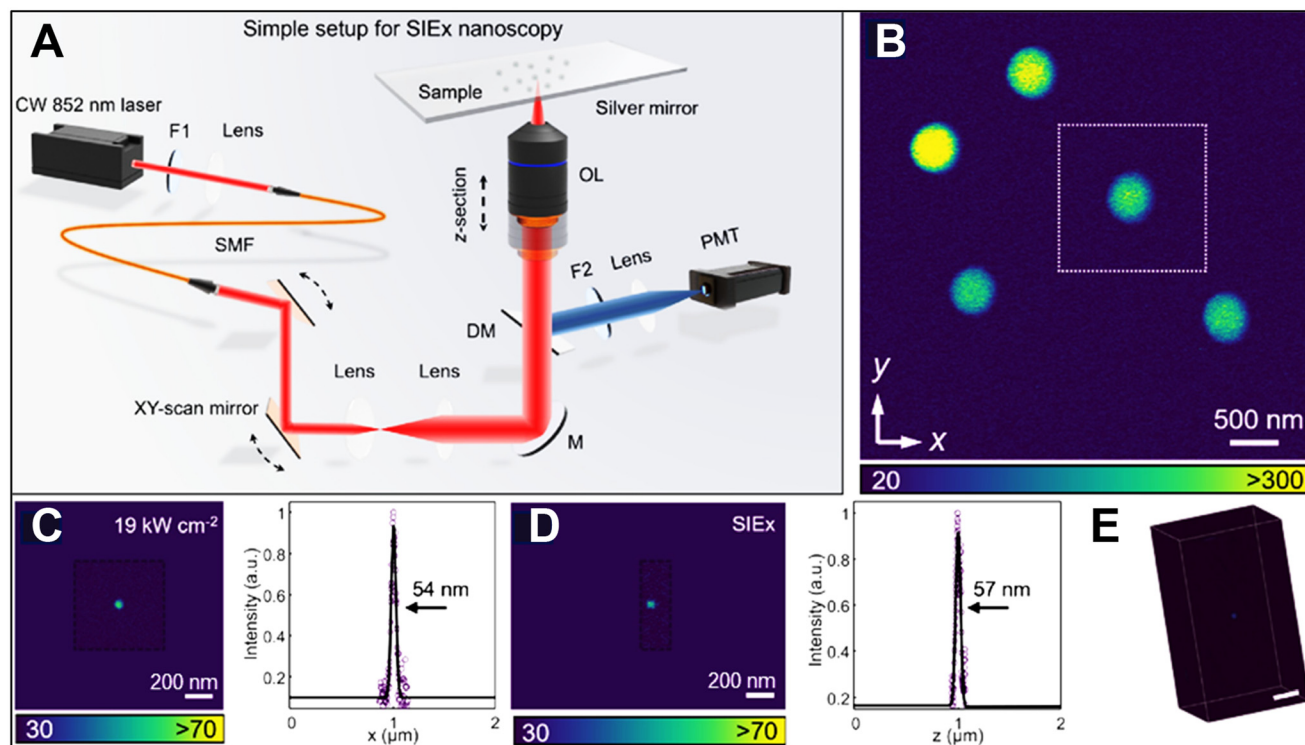 A
Simple setup for SIEx nanoscopy
CW 852 nm laser
F1
Lens
Sample
Silver mirror
OL
z-section
SMF
PMT
F2
Lens
DM
Lens
Lens
XY-scan mirror
M
B
y
x
500 nm
20
>300
C
19 kW cm⁻²
200 nm
30
>70
Intensity (a.u.)
1
0.8
0.6
0.4
0.2
54 nm
0
1
2
x (μm)
D
SIEx
200 nm
30
>70
Intensity (a.u.)
1
0.8
0.6
0.4
0.2
57 nm
0
1
2
z (μm)
E